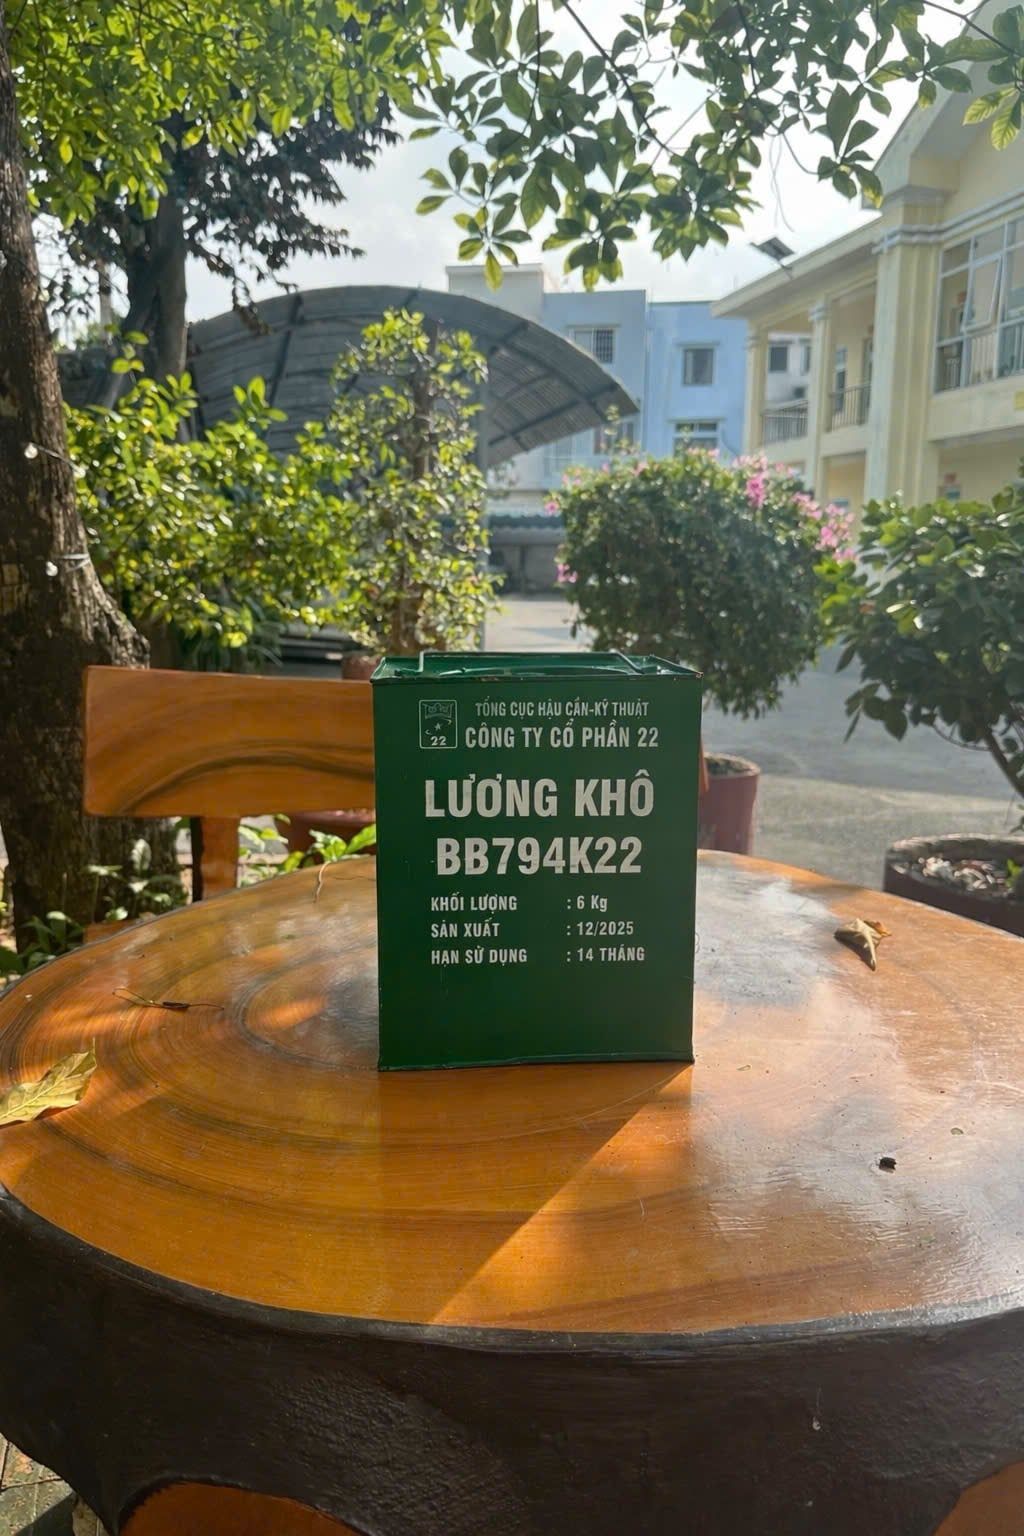 TỔNG CỤC HẬU CẦN-KỸ THUẬT
22 CÔNG TY CỔ PHẦN 22
LƯƠNG KHÔ
BB794K22
KHỐI LƯỢNG : 6 Kg
SẢN XUẤT : 12/2025
HẠN SỬ DỤNG : 14 THÁNG